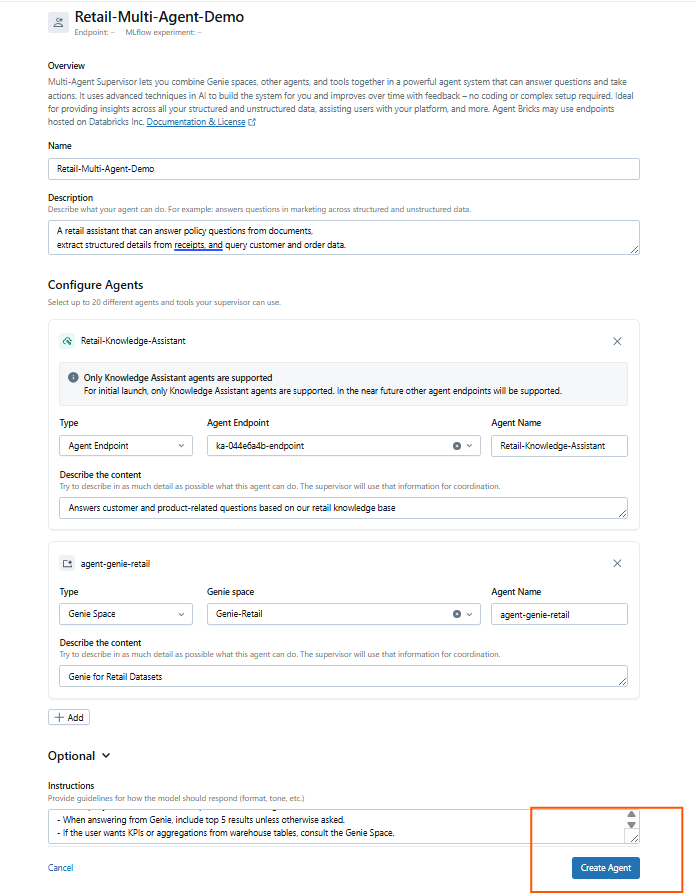 Retail-Multi-Agent-Demo
Endpoint: – MLflow experiment: –
Overview
Multi-Agent Supervisor lets you combine Genie spaces, other agents, and tools together in a powerful agent system that can answer questions and take
actions. It uses advanced techniques in AI to build the system for you and improves over time with feedback – no coding or complex setup required. Ideal
for providing insights across all your structured and unstructured data, assisting users with your platform, and more. Agent Bricks may use endpoints
hosted on Databricks Inc. Documentation & License
Name
Retail-Multi-Agent-Demo
Description
Describe what your agent can do. For example: answers questions in marketing across structured and unstructured data.
A retail assistant that can answer policy questions from documents,
extract structured details from receipts, and query customer and order data.
Configure Agents
Select up to 20 different agents and tools your supervisor can use.
Retail-Knowledge-Assistant
Only Knowledge Assistant agents are supported
For initial launch, only Knowledge Assistant agents are supported. In the near future other agent endpoints will be supported.
Type Agent Endpoint Agent Name
Agent Endpoint ka-044e6a4b-endpoint Retail-Knowledge-Assistant
Describe the content
Try to describe in as much detail as possible what this agent can do. The supervisor will use that information for coordination.
Answers customer and product-related questions based on our retail knowledge base
agent-genie-retail
Type Genie space Agent Name
Genie Space Genie-Retail agent-genie-retail
Describe the content
Try to describe in as much detail as possible what this agent can do. The supervisor will use that information for coordination.
Genie for Retail Datasets
Add
Optional
Instructions
Provide guidelines for how the model should respond (format, tone, etc.)
- When answering from Genie, include top 5 results unless otherwise asked.
- If the user wants KPIs or aggregations from warehouse tables, consult the Genie Space.
Cancel Create Agent